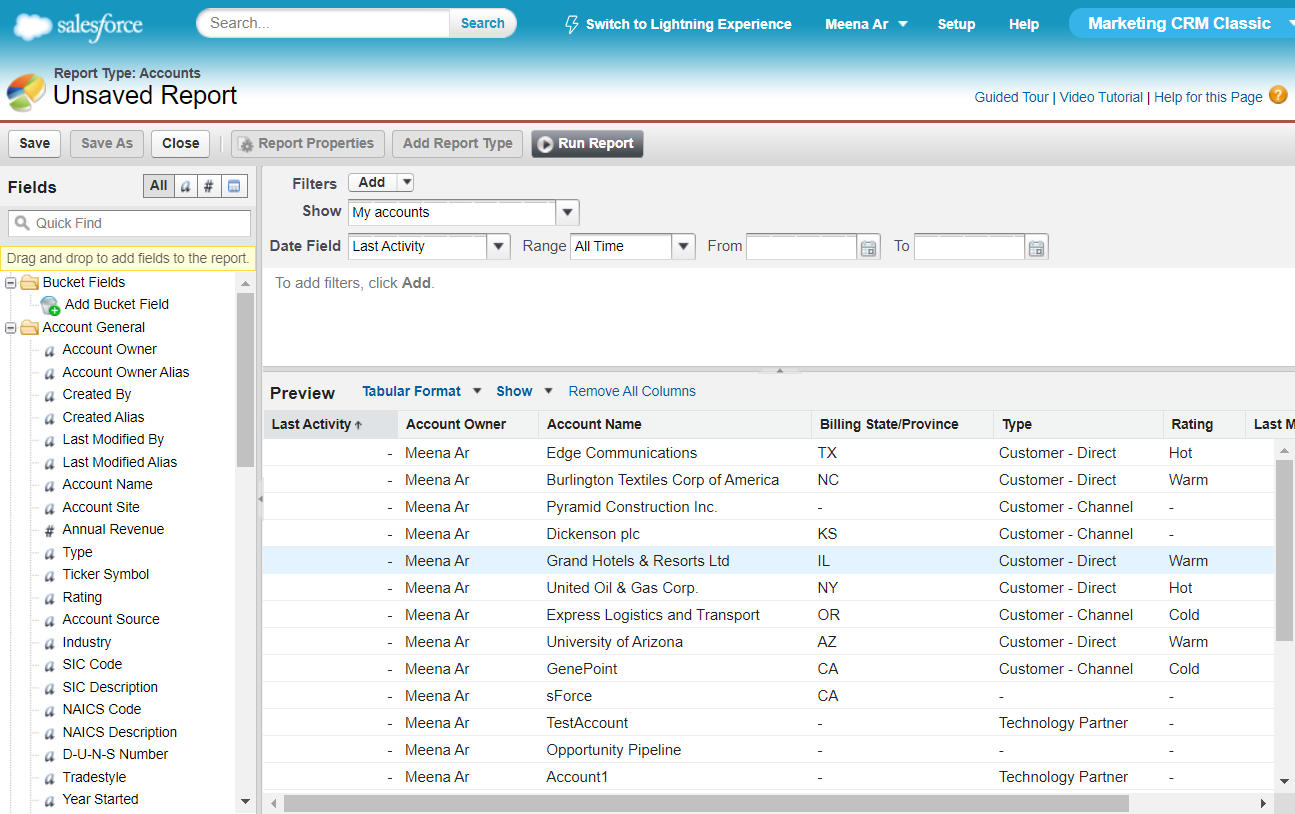 salesforce Search... Search Switch to Lightning Experience Meena Ar Setup Help Marketing CRM Classic
Report Type: Accounts
Unsaved Report
Guided Tour | Video Tutorial | Help for this Page ?
Save Save As Close Report Properties Add Report Type Run Report
Fields All a #
Quick Find
Drag and drop to add fields to the report.
Bucket Fields
Add Bucket Field
Account General
a Account Owner
a Account Owner Alias
a Created By
a Created Alias
a Last Modified By
a Last Modified Alias
a Account Name
a Account Site
# Annual Revenue
a Type
a Ticker Symbol
a Rating
a Account Source
a Industry
a SIC Code
a SIC Description
a NAICS Code
a NAICS Description
a D-U-N-S Number
a Tradestyle
a Year Started
Filters Add
Show My accounts
Date Field Last Activity Range All Time From To
To add filters, click Add.
Preview Tabular Format Show Remove All Columns
Last Activity Account Owner Account Name Billing State/Province Type Rating Last M
- Meena Ar Edge Communications TX Customer - Direct Hot
- Meena Ar Burlington Textiles Corp of America NC Customer - Direct Warm
- Meena Ar Pyramid Construction Inc. - Customer - Channel -
- Meena Ar Dickenson plc KS Customer - Channel -
- Meena Ar Grand Hotels & Resorts Ltd IL Customer - Direct Warm
- Meena Ar United Oil & Gas Corp. NY Customer - Direct Hot
- Meena Ar Express Logistics and Transport OR Customer - Channel Cold
- Meena Ar University of Arizona AZ Customer - Direct Warm
- Meena Ar GenePoint CA Customer - Channel Cold
- Meena Ar sForce CA - -
- Meena Ar TestAccount - Technology Partner -
- Meena Ar Opportunity Pipeline - - -
- Meena Ar Account1 - Technology Partner -